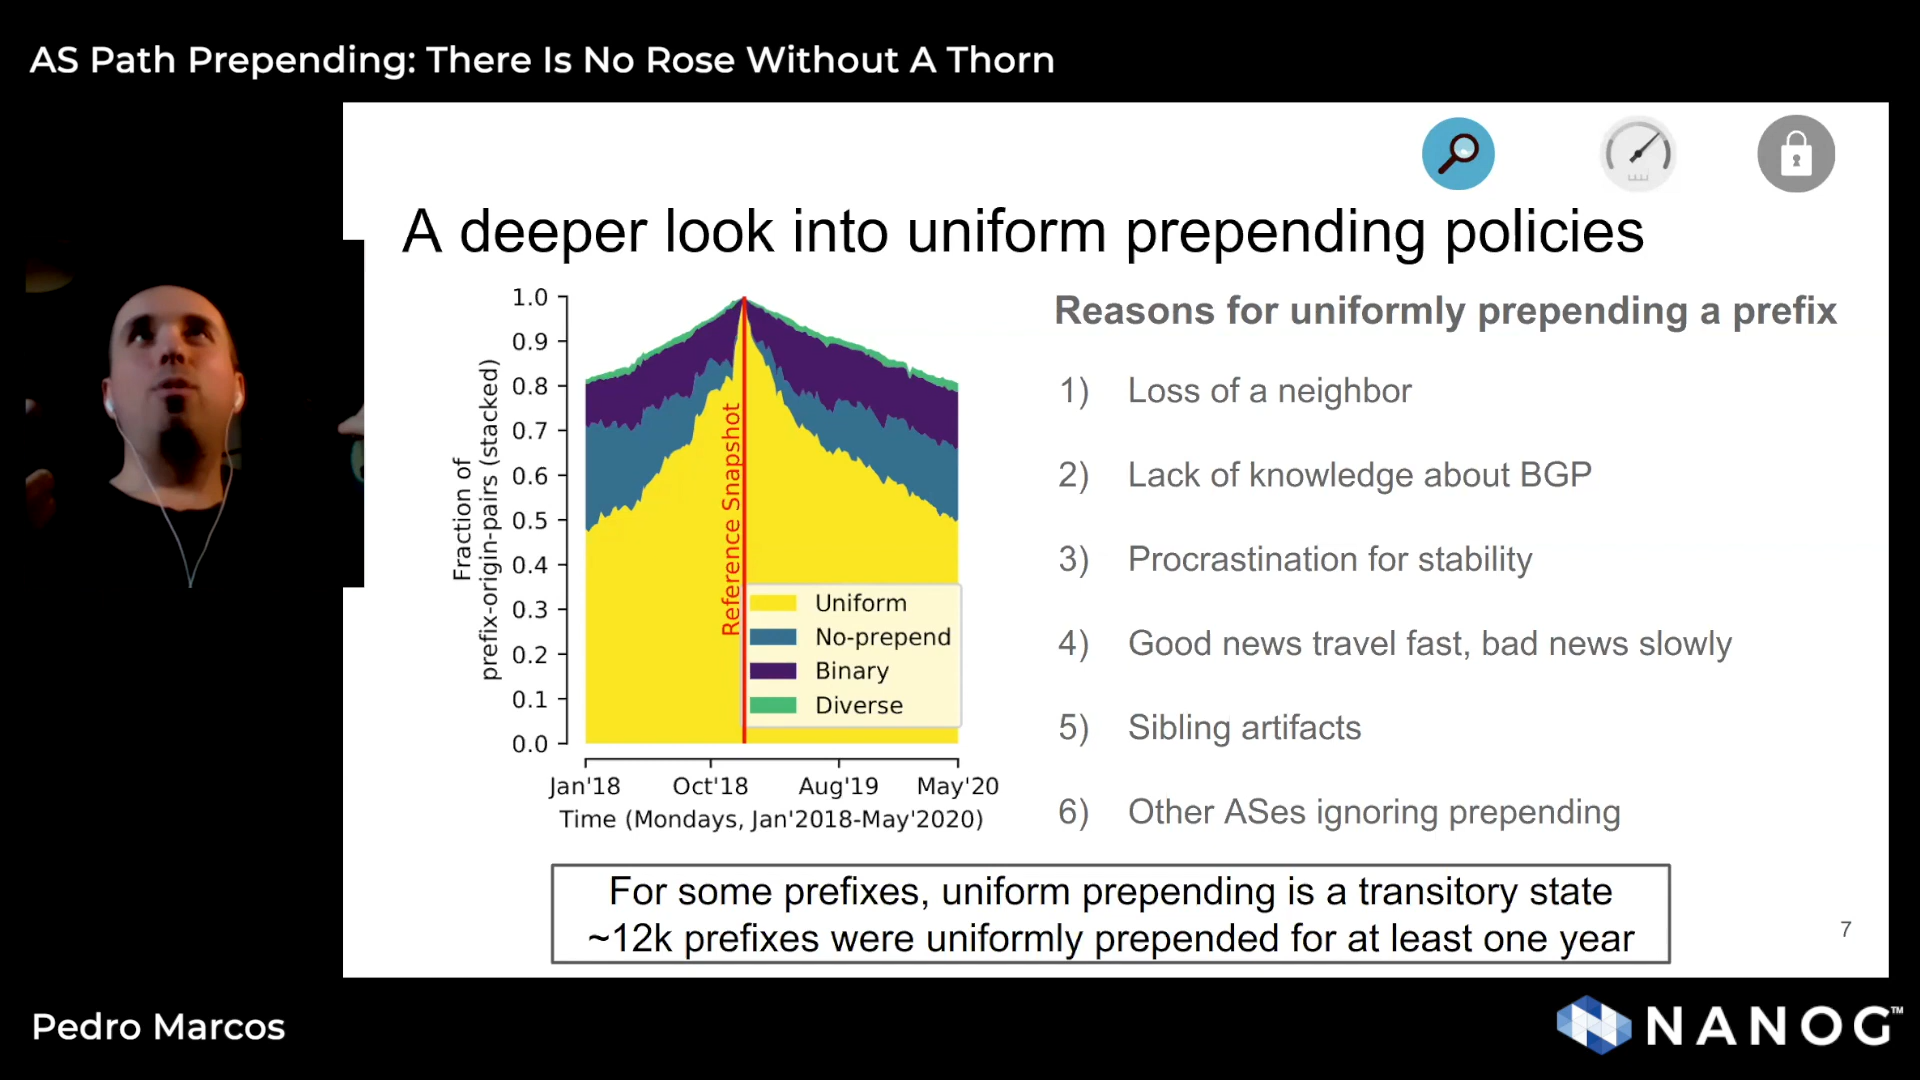 AS Path Prepending: There Is No Rose Without A Thorn
A deeper look into uniform prepending policies
1.0
0.9
0.8
0.7
0.6
0.5
0.4
0.3
0.2
0.1
0.0
Fraction of
prefix-origin-pairs (stacked)
Reference Snapshot
Uniform
No-prepend
Binary
Diverse
Jan'18 Oct'18 Aug'19 May'20
Time (Mondays, Jan'2018-May'2020)
Reasons for uniformly prepending a prefix
1) Loss of a neighbor
2) Lack of knowledge about BGP
3) Procrastination for stability
4) Good news travel fast, bad news slowly
5) Sibling artifacts
6) Other ASes ignoring prepending
For some prefixes, uniform prepending is a transitory state
~12k prefixes were uniformly prepended for at least one year
7
Pedro Marcos
NANOG™